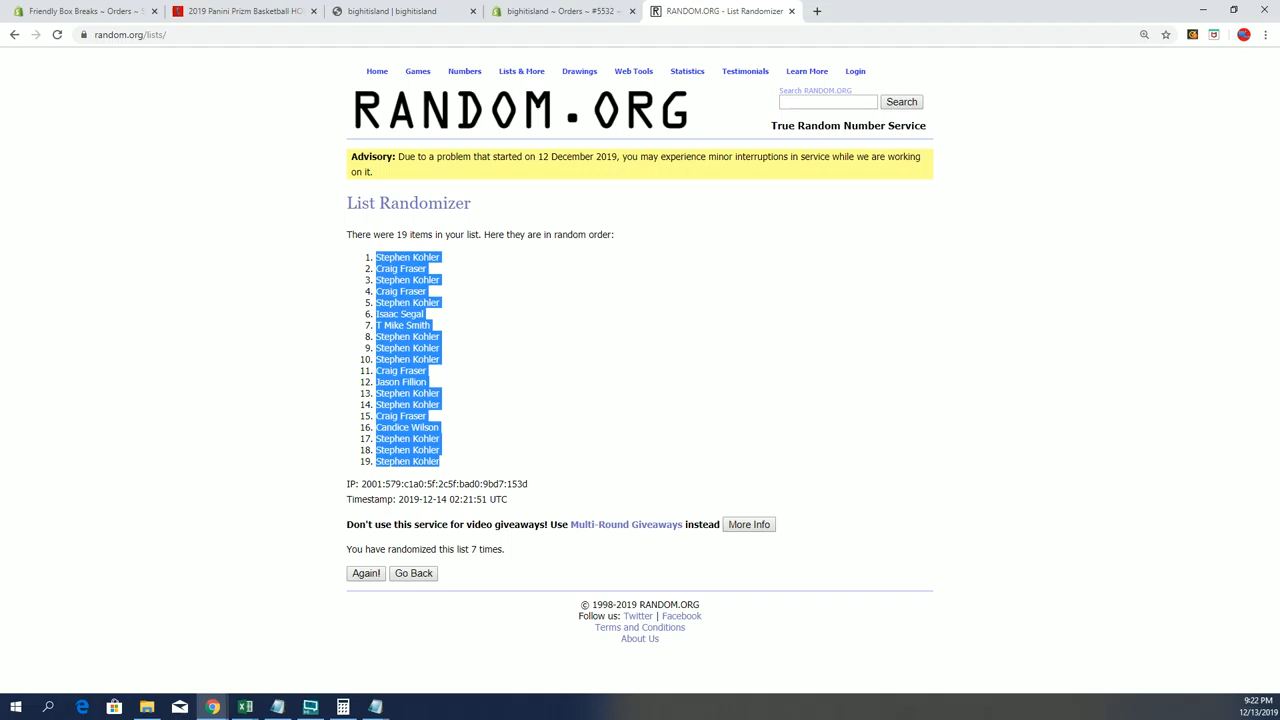 Friendly Box Breaks ~ Orders ~ S
2019 Panini Prizm Basketball HO
bighitisland | bighitisland
bighitisland ~ Orders ~ #5532 ~
RANDOM.ORG - List Randomizer
random.org/lists/
Home Games Numbers Lists & More Drawings Web Tools Statistics Testimonials Learn More Login
RANDOM.ORG
Search RANDOM.ORG
Search
True Random Number Service
Advisory: Due to a problem that started on 12 December 2019, you may experience minor interruptions in service while we are working
on it.
List Randomizer
There were 19 items in your list. Here they are in random order:
1. Stephen Kohler
2. Craig Fraser
3. Stephen Kohler
4. Craig Fraser
5. Stephen Kohler
6. Isaac Segal
7. T Mike Smith
8. Stephen Kohler
9. Stephen Kohler
10. Stephen Kohler
11. Craig Fraser
12. Jason Fillion
13. Stephen Kohler
14. Stephen Kohler
15. Craig Fraser
16. Candice Wilson
17. Stephen Kohler
18. Stephen Kohler
19. Stephen Kohler
IP: 2001:579:c1a0:5f:2c5f:bad0:9bd7:153d
Timestamp: 2019-12-14 02:21:51 UTC
Don't use this service for video giveaways! Use Multi-Round Giveaways instead More Info
You have randomized this list 7 times.
Again! Go Back
© 1998-2019 RANDOM.ORG
Follow us: Twitter | Facebook
Terms and Conditions
About Us
9:22 PM
12/13/2019